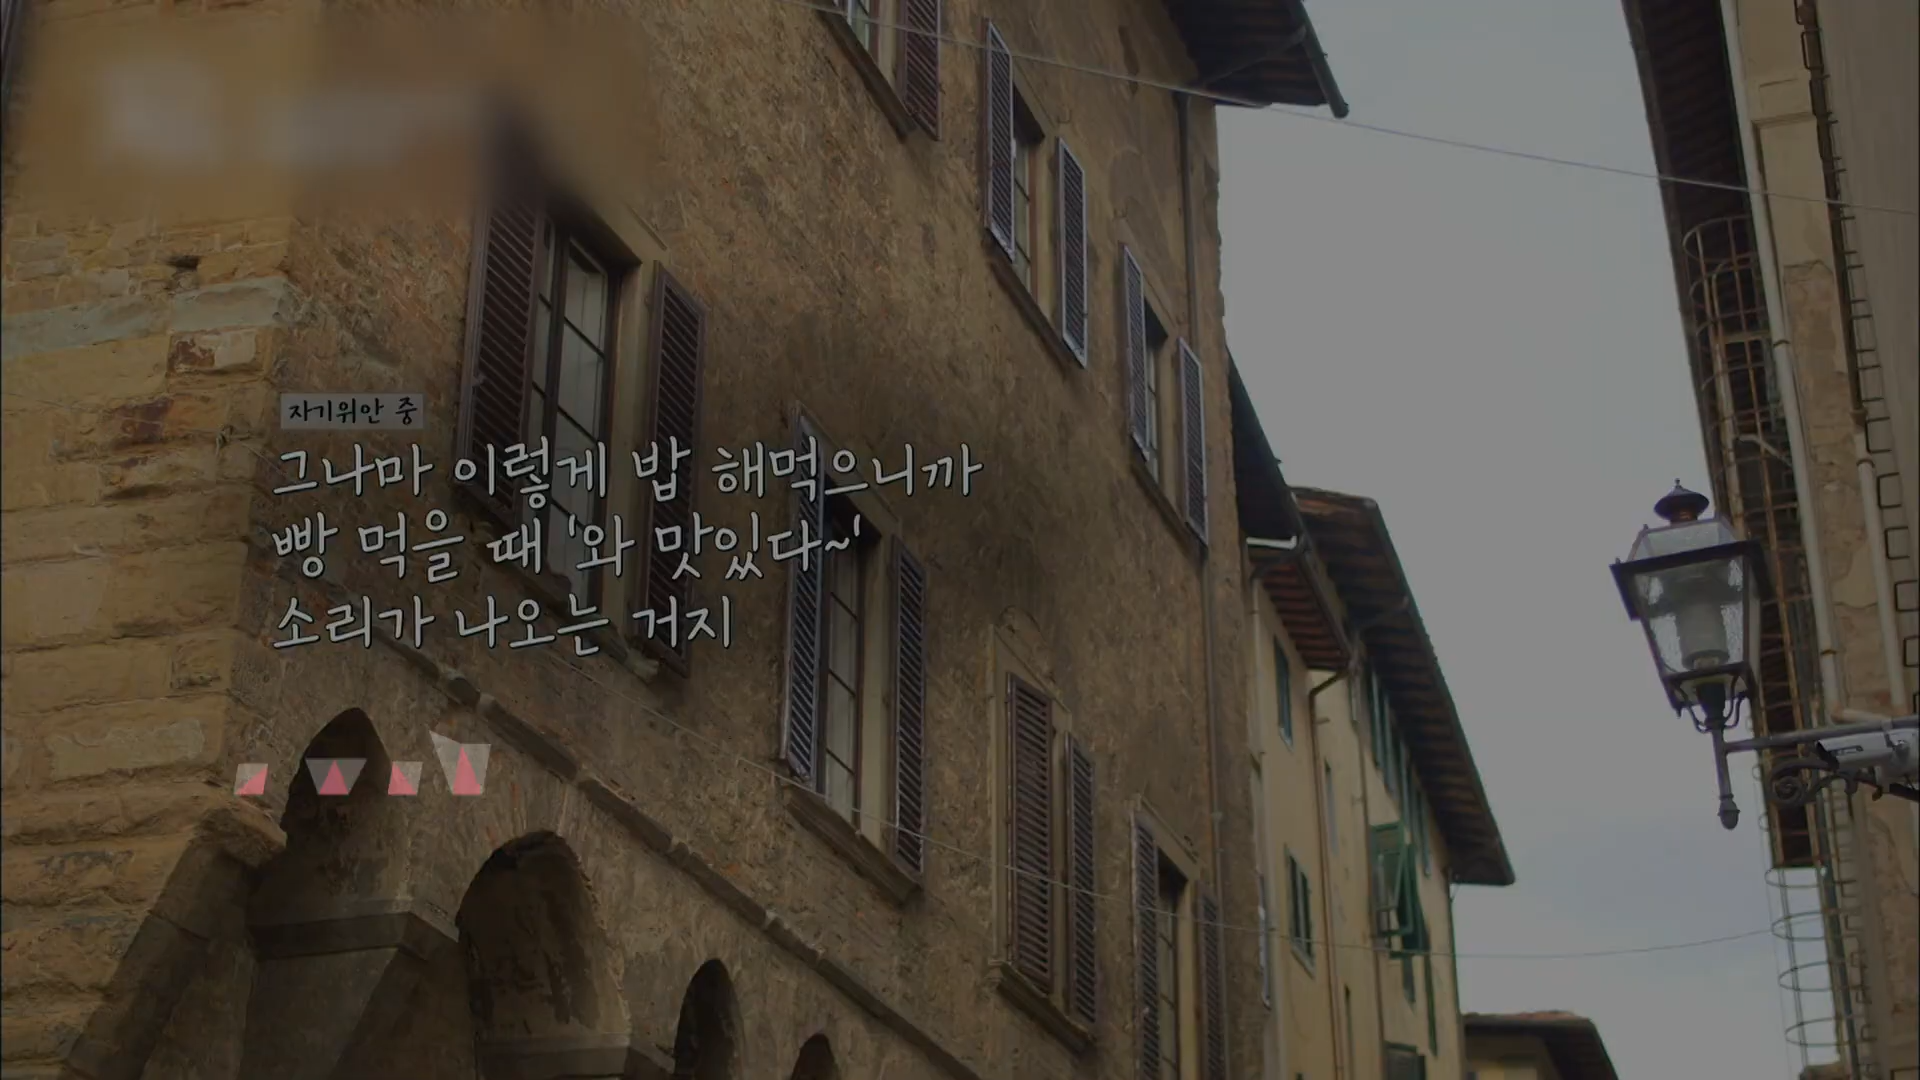 자기위안 중
그나마 이렇게 밥 해먹으니까
빵 먹을 때 '와 맛있다~'
소리가 나오는 거지